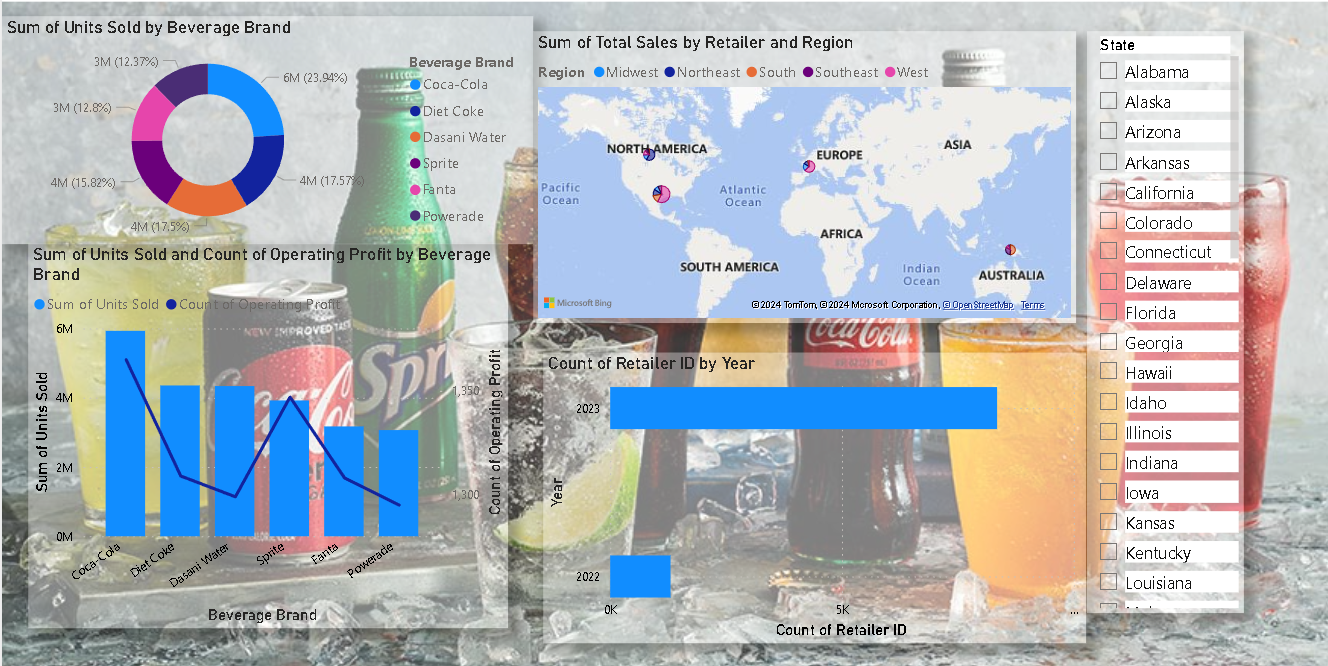 Sum of Units Sold by Beverage Brand
3M (12.37%)
6M (23.94%)
3M (12.8%)
4M (15.82%)
4M (17.57%)
4M (17.5%)
Beverage Brand
Coca-Cola
Diet Coke
Dasani Water
Sprite
Fanta
Powerade
Sum of Units Sold and Count of Operating Profit by Beverage
Brand
Sum of Units Sold Count of Operating Profit
Sum of Units Sold
6M
4M
2M
0M
1,350
1,300
Count of Operating Profit
Coca-Cola
Diet Coke
Dasani Water
Sprite
Fanta
Powerade
Beverage Brand
NEW IMPROVED TASTE
Spri
Sum of Total Sales by Retailer and Region
Region Midwest Northeast South Southeast West
NORTH AMERICA
EUROPE
ASIA
Pacific
Ocean
Atlantic
Ocean
AFRICA
SOUTH AMERICA
Indian
Ocean
AUSTRALIA
Microsoft Bing
©2024 TomTom, ©2024 Microsoft Corporation, © OpenStreetMap Terms
Coca-Cola
Count of Retailer ID by Year
Year
2023
2022
0K
5K
...
Count of Retailer ID
State
Alabama
Alaska
Arizona
Arkansas
California
Colorado
Connecticut
Delaware
Florida
Georgia
Hawaii
Idaho
Illinois
Indiana
Iowa
Kansas
Kentucky
Louisiana